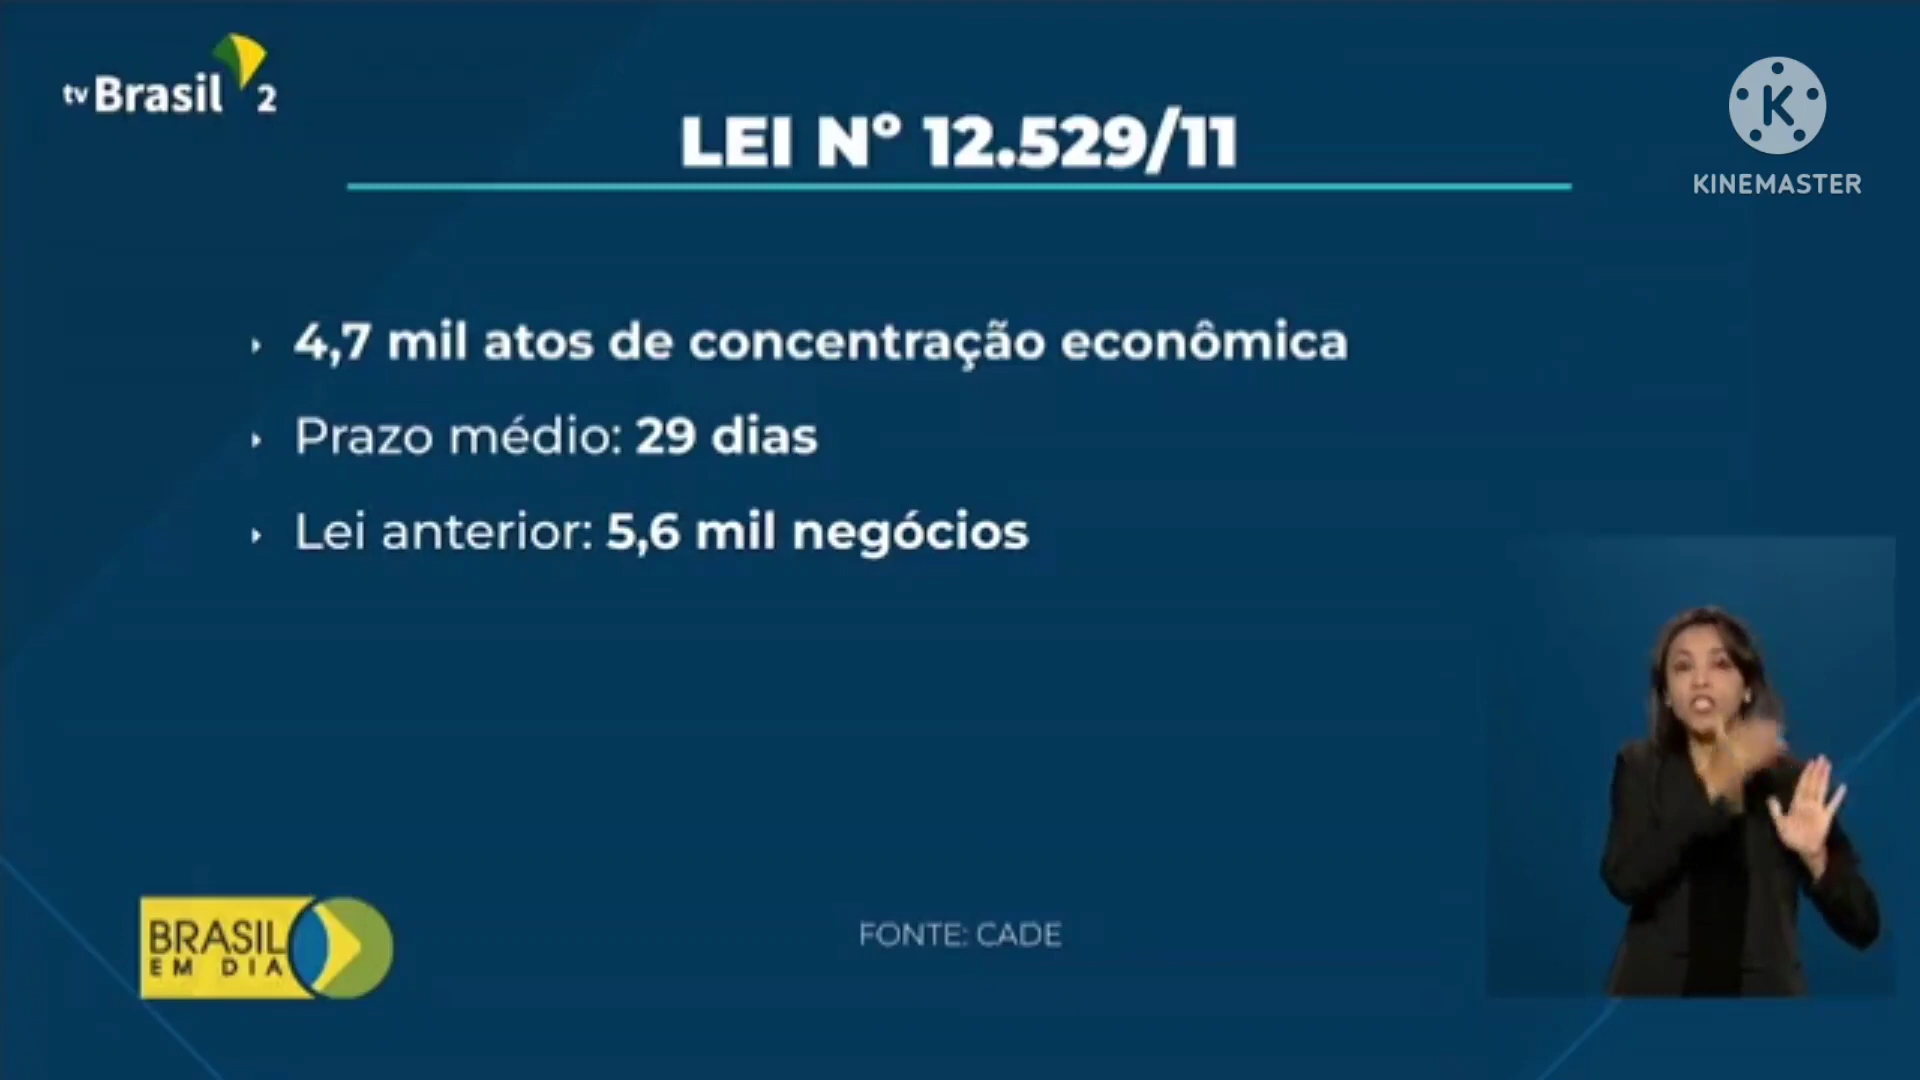 tv Brasil 2
KINEMASTER
LEI Nº 12.529/11
4,7 mil atos de concentração econômica
Prazo médio: 29 dias
Lei anterior: 5,6 mil negócios
BRASIL
EM DIA
FONTE: CADE